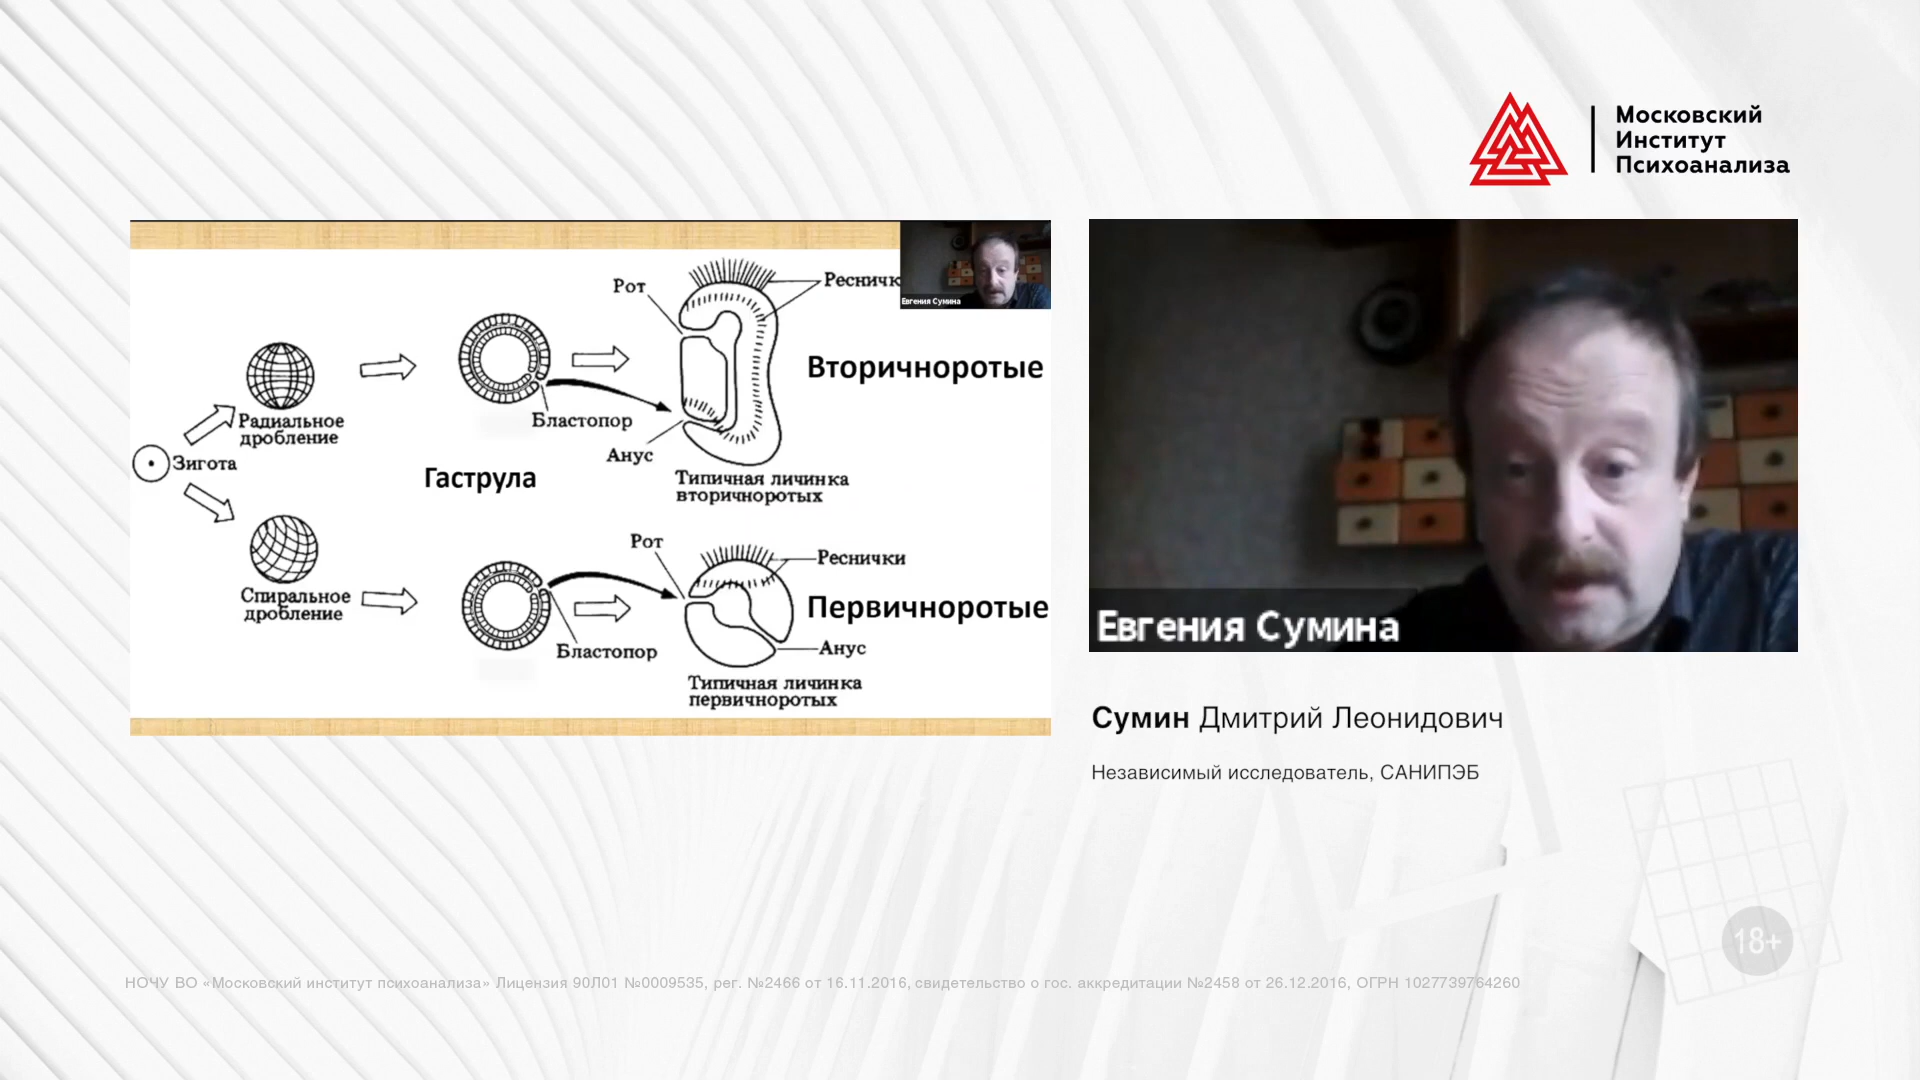 Московский
Институт
Психоанализа
Рот
Евгения Сумина
Вторичноротые
Радиальное
дробление
Бластопор
Анус
Зигота
Гаструла
Типичная личинка
вторичноротых
Рот
Реснички
Спиральное
дробление
Первичноротые
Бластопор
Анус
Типичная личинка
первичноротых
Евгения Сумина
Сумин Дмитрий Леонидович
Независимый исследователь, САНИПЭБ
18+
НОЧУ ВО «Московский институт психоанализа» Лицензия 90Л01 №0009535, рег. №2466 от 16.11.2016, свидетельство о гос. аккредитации №2458 от 26.12.2016, ОГРН 1027739764260